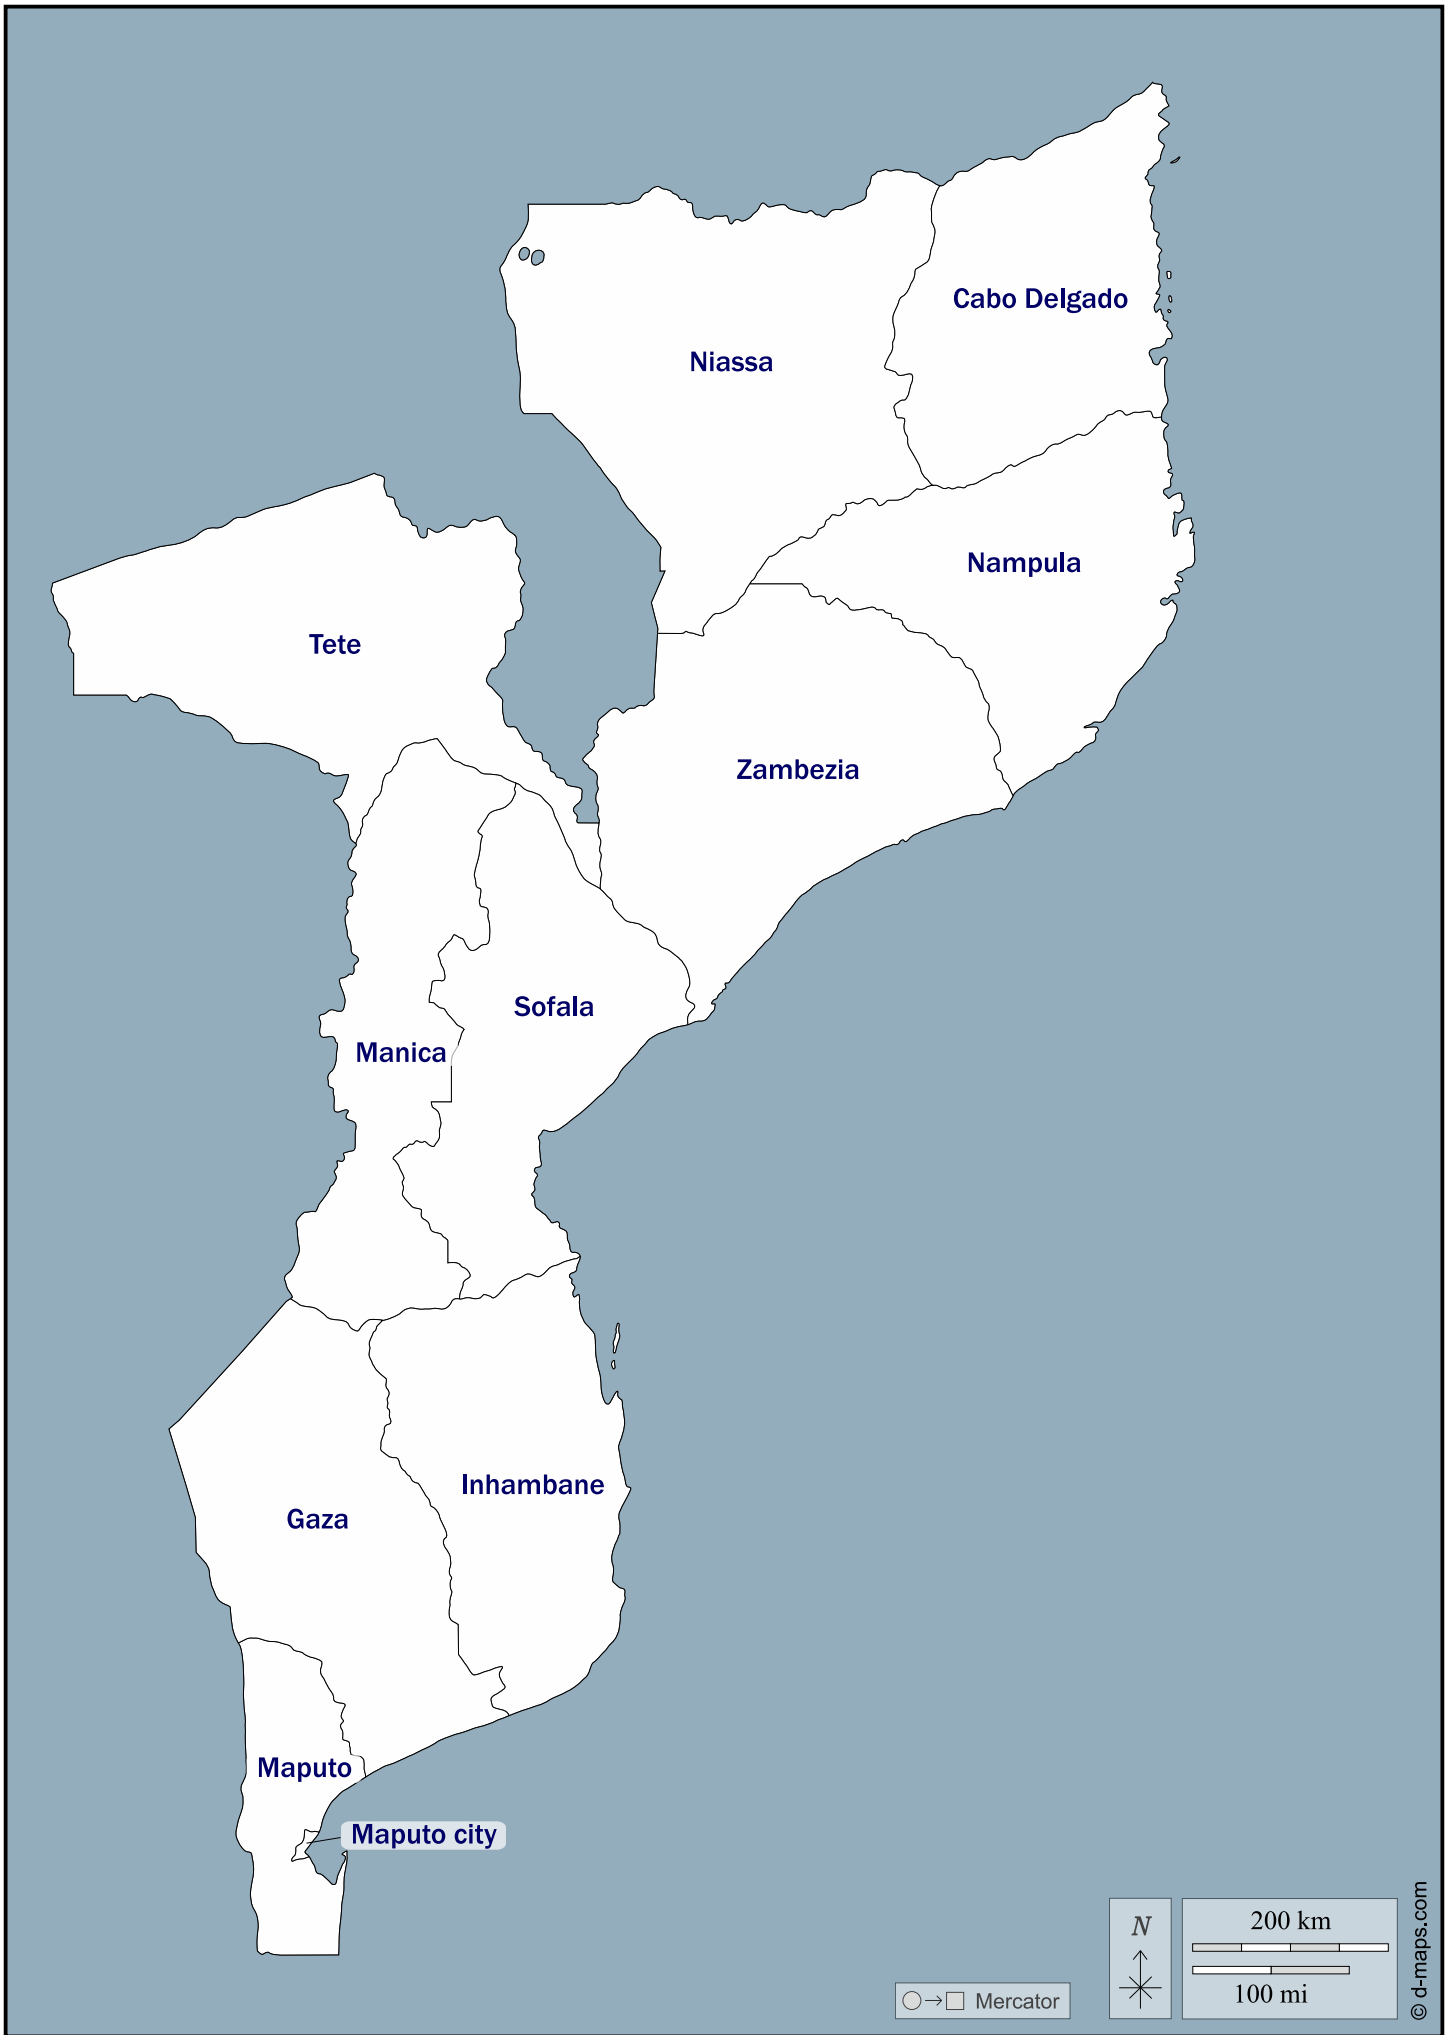 Cabo Delgado
Niassa
Nampula
Tete
Zambezia
Sofala
Manica
Inhambane
Gaza
Maputo
Maputo city
N
200 km
100 mi
Mercator
© d-maps.com